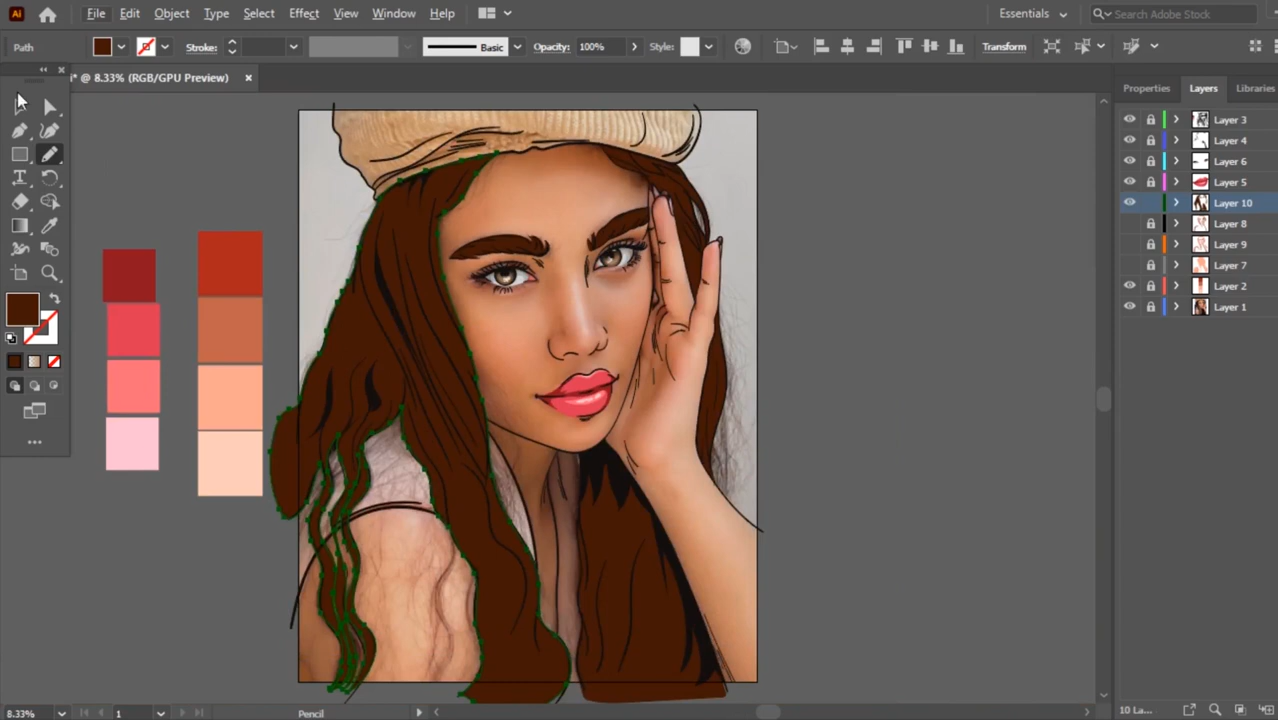 Ai File Edit Object Type Select Effect View Window Help Essentials Search Adobe Stock
Path Stroke: Basic Opacity: 100% Style: Transform
i* @ 8.33% (RGB/GPU Preview) ×
Properties Layers Libraries
Layer 3
Layer 4
Layer 6
Layer 5
Layer 10
Layer 8
Layer 9
Layer 7
Layer 2
Layer 1
8.33% 1 Pencil 10 La...